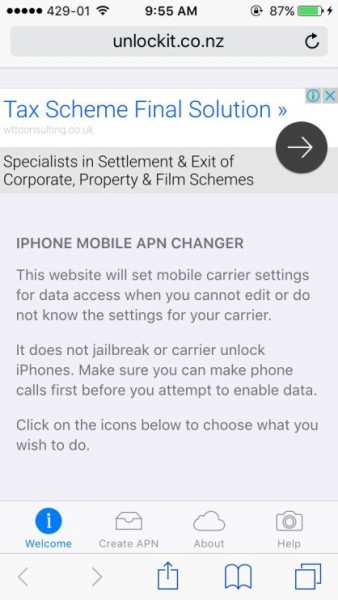 ●●●●● 429-01 9:55 AM 87%
unlockit.co.nz
Tax Scheme Final Solution »
wttconsulting.co.uk
Specialists in Settlement & Exit of
Corporate, Property & Film Schemes
IPHONE MOBILE APN CHANGER
This website will set mobile carrier settings
for data access when you cannot edit or do
not know the settings for your carrier.
It does not jailbreak or carrier unlock
iPhones. Make sure you can make phone
calls first before you attempt to enable data.
Click on the icons below to choose what you
wish to do.
Welcome Create APN About Help